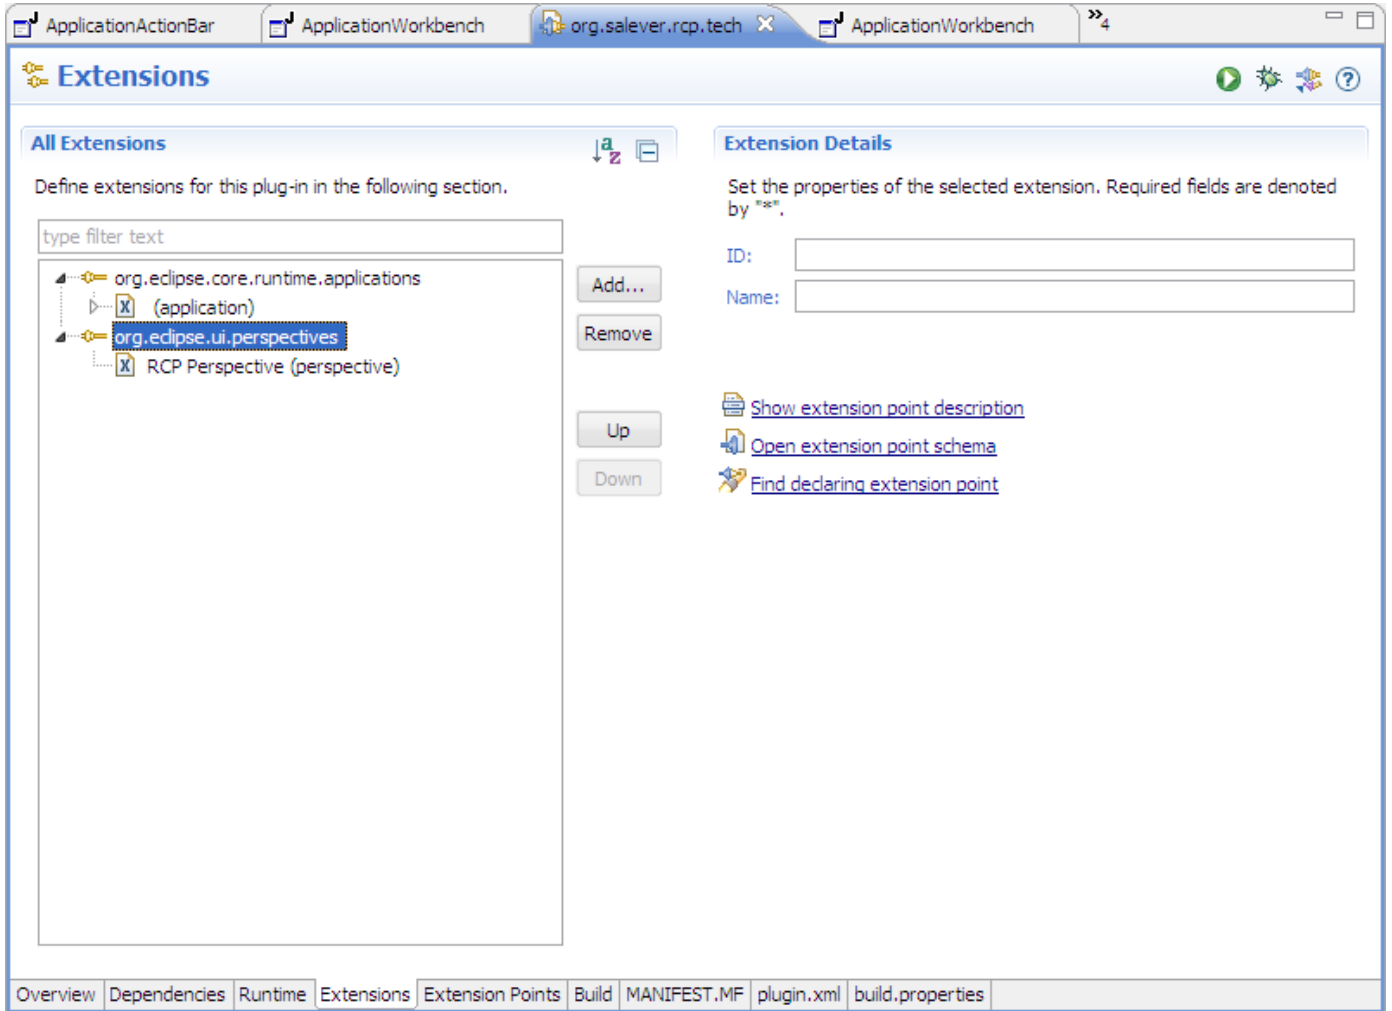 ApplicationActionBar
ApplicationWorkbench
org.salever.rcp.tech
ApplicationWorkbench
»4
Extensions
All Extensions
Define extensions for this plug-in in the following section.
type filter text
org.eclipse.core.runtime.applications
(application)
org.eclipse.ui.perspectives
RCP Perspective (perspective)
Add...
Remove
Up
Down
Extension Details
Set the properties of the selected extension. Required fields are denoted
by "*".
ID:
Name:
Show extension point description
Open extension point schema
Find declaring extension point
Overview Dependencies Runtime Extensions Extension Points Build MANIFEST.MF plugin.xml build.properties